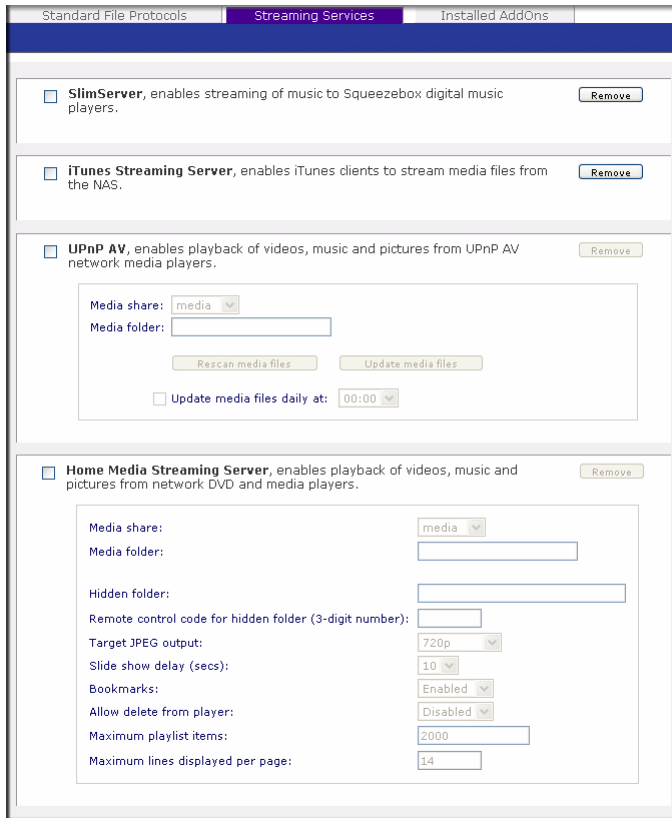 Standard File Protocols
Streaming Services
Installed AddOns
SlimServer, enables streaming of music to Squeezebox digital music
players.
Remove
iTunes Streaming Server, enables iTunes clients to stream media files from
the NAS.
Remove
UPnP AV, enables playback of videos, music and pictures from UPnP AV
network media players.
Remove
Media share: media
Media folder:
Rescan media files
Update media files
Update media files daily at: 00:00
Home Media Streaming Server, enables playback of videos, music and
pictures from network DVD and media players.
Remove
Media share: media
Media folder:
Hidden folder:
Remote control code for hidden folder (3-digit number):
Target JPEG output: 720p
Slide show delay (secs): 10
Bookmarks: Enabled
Allow delete from player: Disabled
Maximum playlist items: 2000
Maximum lines displayed per page: 14